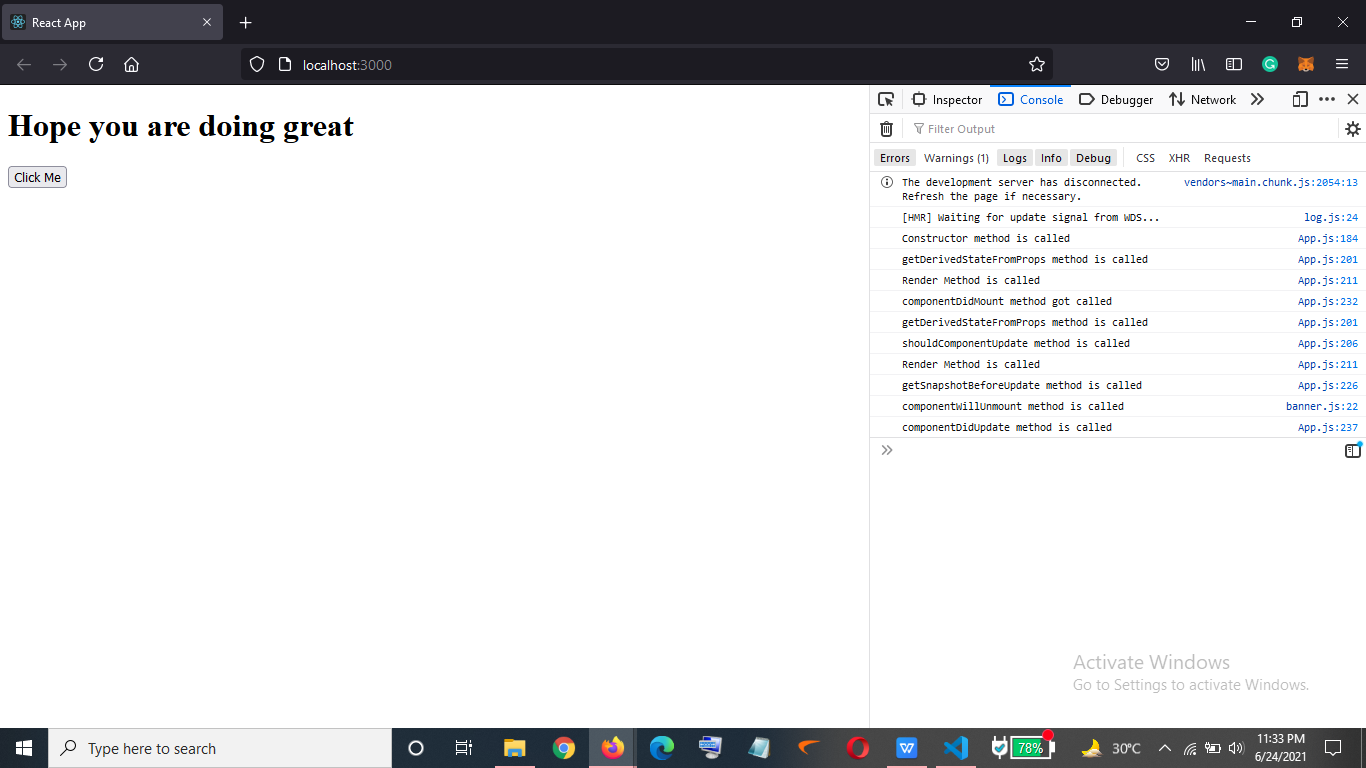 React App
localhost:3000
Hope you are doing great
Click Me
Inspector Console Debugger Network
Filter Output
Errors Warnings (1) Logs Info Debug CSS XHR Requests
The development server has disconnected. vendors~main.chunk.js:2054:13
Refresh the page if necessary.
[HMR] Waiting for update signal from WDS... log.js:24
Constructor method is called App.js:184
getDerivedStateFromProps method is called App.js:201
Render Method is called App.js:211
componentDidMount method got called App.js:232
getDerivedStateFromProps method is called App.js:201
shouldComponentUpdate method is called App.js:206
Render Method is called App.js:211
getSnapshotBeforeUpdate method is called App.js:226
componentWillUnmount method is called banner.js:22
componentDidUpdate method is called App.js:237
Activate Windows
Go to Settings to activate Windows.
Type here to search
78%
30°C
11:33 PM
6/24/2021